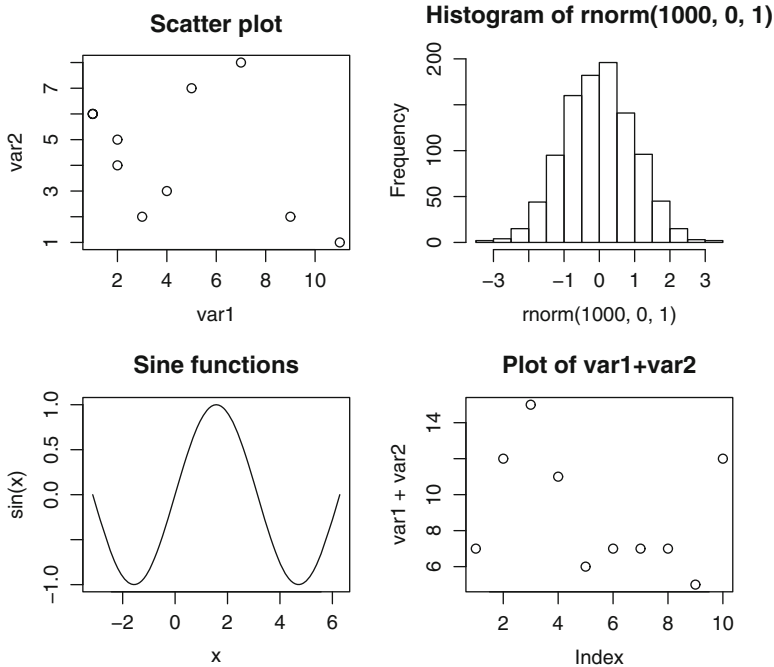 Scatter plot
var2
7
5
3
1
2 4 6 8 10
var1
Histogram of rnorm(1000, 0, 1)
Frequency
200
100
50
0
−3 −1 0 1 2 3
rnorm(1000, 0, 1)
Sine functions
sin(x)
1.0
0.5
0.0
−1.0
−2 0 2 4 6
x
Plot of var1+var2
var1 + var2
14
10
8
6
2 4 6 8 10
Index